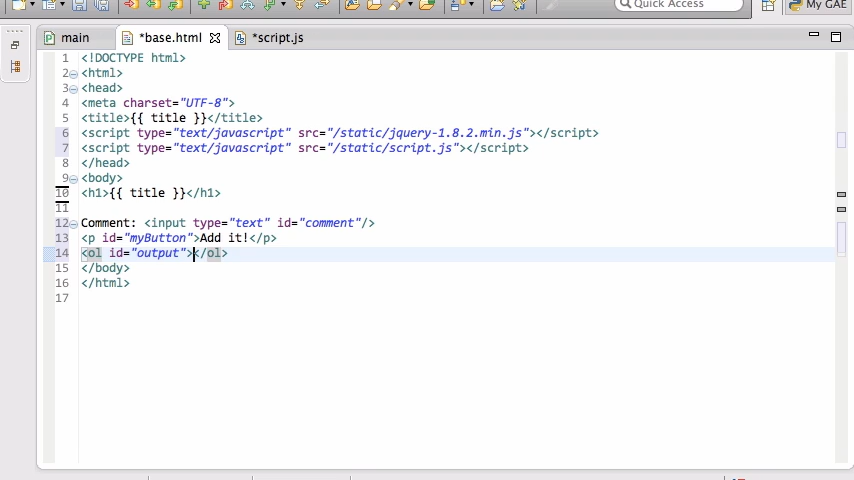 Quick Access
My GAE
main
*base.html
*script.js
1 <!DOCTYPE html>
2 <html>
3 <head>
4 <meta charset="UTF-8">
5 <title>{{ title }}</title>
6 <script type="text/javascript" src="/static/jquery-1.8.2.min.js"></script>
7 <script type="text/javascript" src="/static/script.js"></script>
8 </head>
9 <body>
10 <h1>{{ title }}</h1>
11
12 Comment: <input type="text" id="comment"/>
13 <p id="myButton">Add it!</p>
14 <ol id="output"></ol>
15 </body>
16 </html>
17